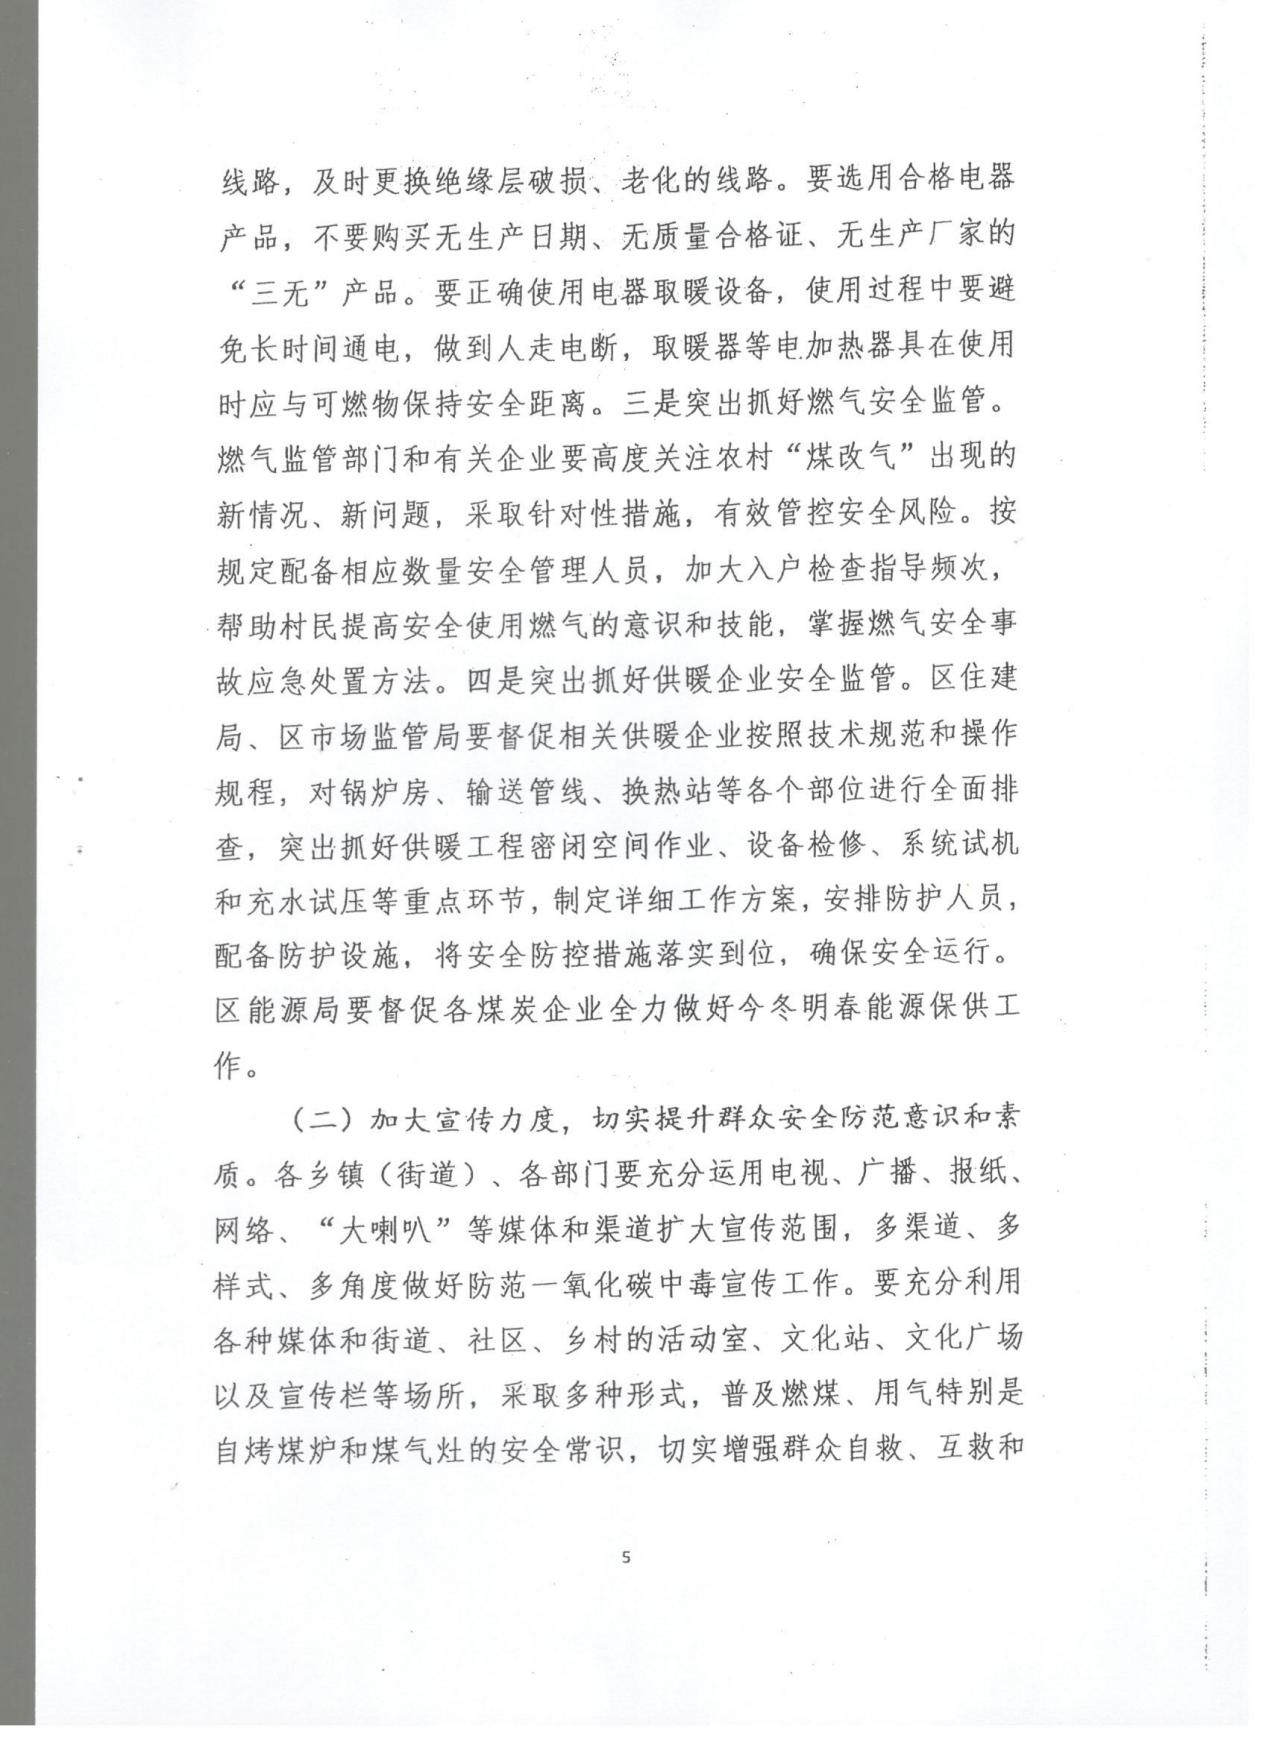 线路，及时更换绝缘层破损、老化的线路。要选用合格电器
产品，不要购买无生产日期、无质量合格证、无生产厂家的
“三无”产品。要正确使用电器取暖设备，使用过程中要避
免长时间通电，做到人走电断，取暖器等电加热器具在使用
时应与可燃物保持安全距离。三是突出抓好燃气安全监管。
燃气监管部门和有关企业要高度关注农村“煤改气”出现的
新情况、新问题，采取针对性措施，有效管控安全风险。按
规定配备相应数量安全管理人员，加大入户检查指导频次，
帮助村民提高安全使用燃气的意识和技能，掌握燃气安全事
故应急处置方法。四是突出抓好供暖企业安全监管。区住建
局、区市场监管局要督促相关供暖企业按照技术规范和操作
规程，对锅炉房、输送管线、换热站等各个部位进行全面排
查，突出抓好供暖工程密闭空间作业、设备检修、系统试机
和充水试压等重点环节，制定详细工作方案，安排防护人员，
配备防护设施，将安全防控措施落实到位，确保安全运行。
区能源局要督促各煤炭企业全力做好今冬明春能源保供工
作。
（二）加大宣传力度，切实提升群众安全防范意识和素
质。各乡镇（街道）、各部门要充分运用电视、广播、报纸、
网络、“大喇叭”等媒体和渠道扩大宣传范围，多渠道、多
样式、多角度做好防范一氧化碳中毒宣传工作。要充分利用
各种媒体和街道、社区、乡村的活动室、文化站、文化广场
以及宣传栏等场所，采取多种形式，普及燃煤、用气特别是
自烤煤炉和煤气灶的安全常识，切实增强群众自救、互救和
5